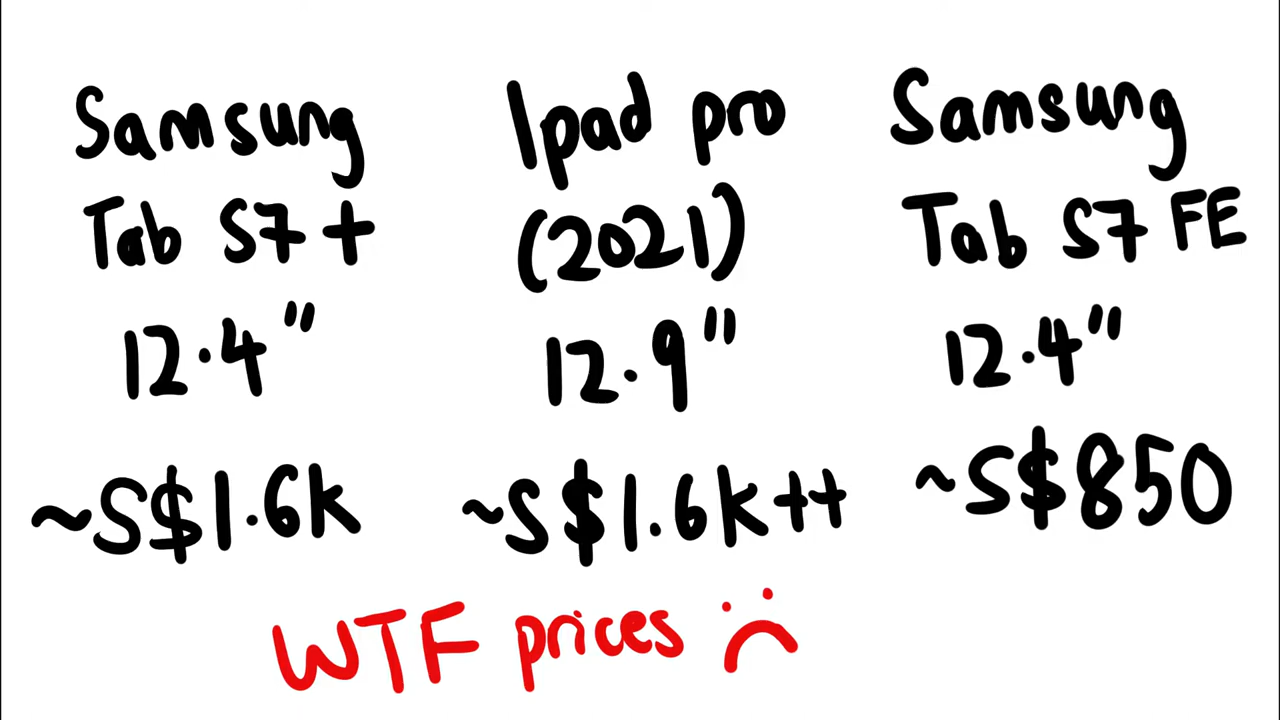 Samsung
Tab S7+
12.4"
~S$1.6k
Ipad pro
(2021)
12.9"
~S$1.6k++
Samsung
Tab S7 FE
12.4"
~S$850
WTF prices :(